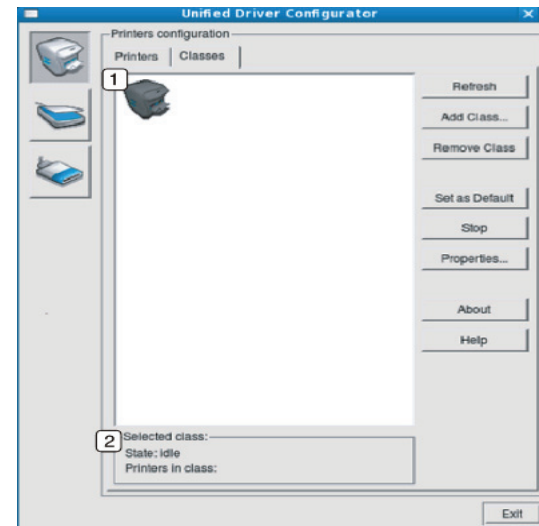 Unified Driver Configurator
Printers configuration
Printers
Classes
1
Refresh
Add Class...
Remove Class
Set as Default
Stop
Properties...
About
Help
2
Selected class:
State: idle
Printers in class:
Exit